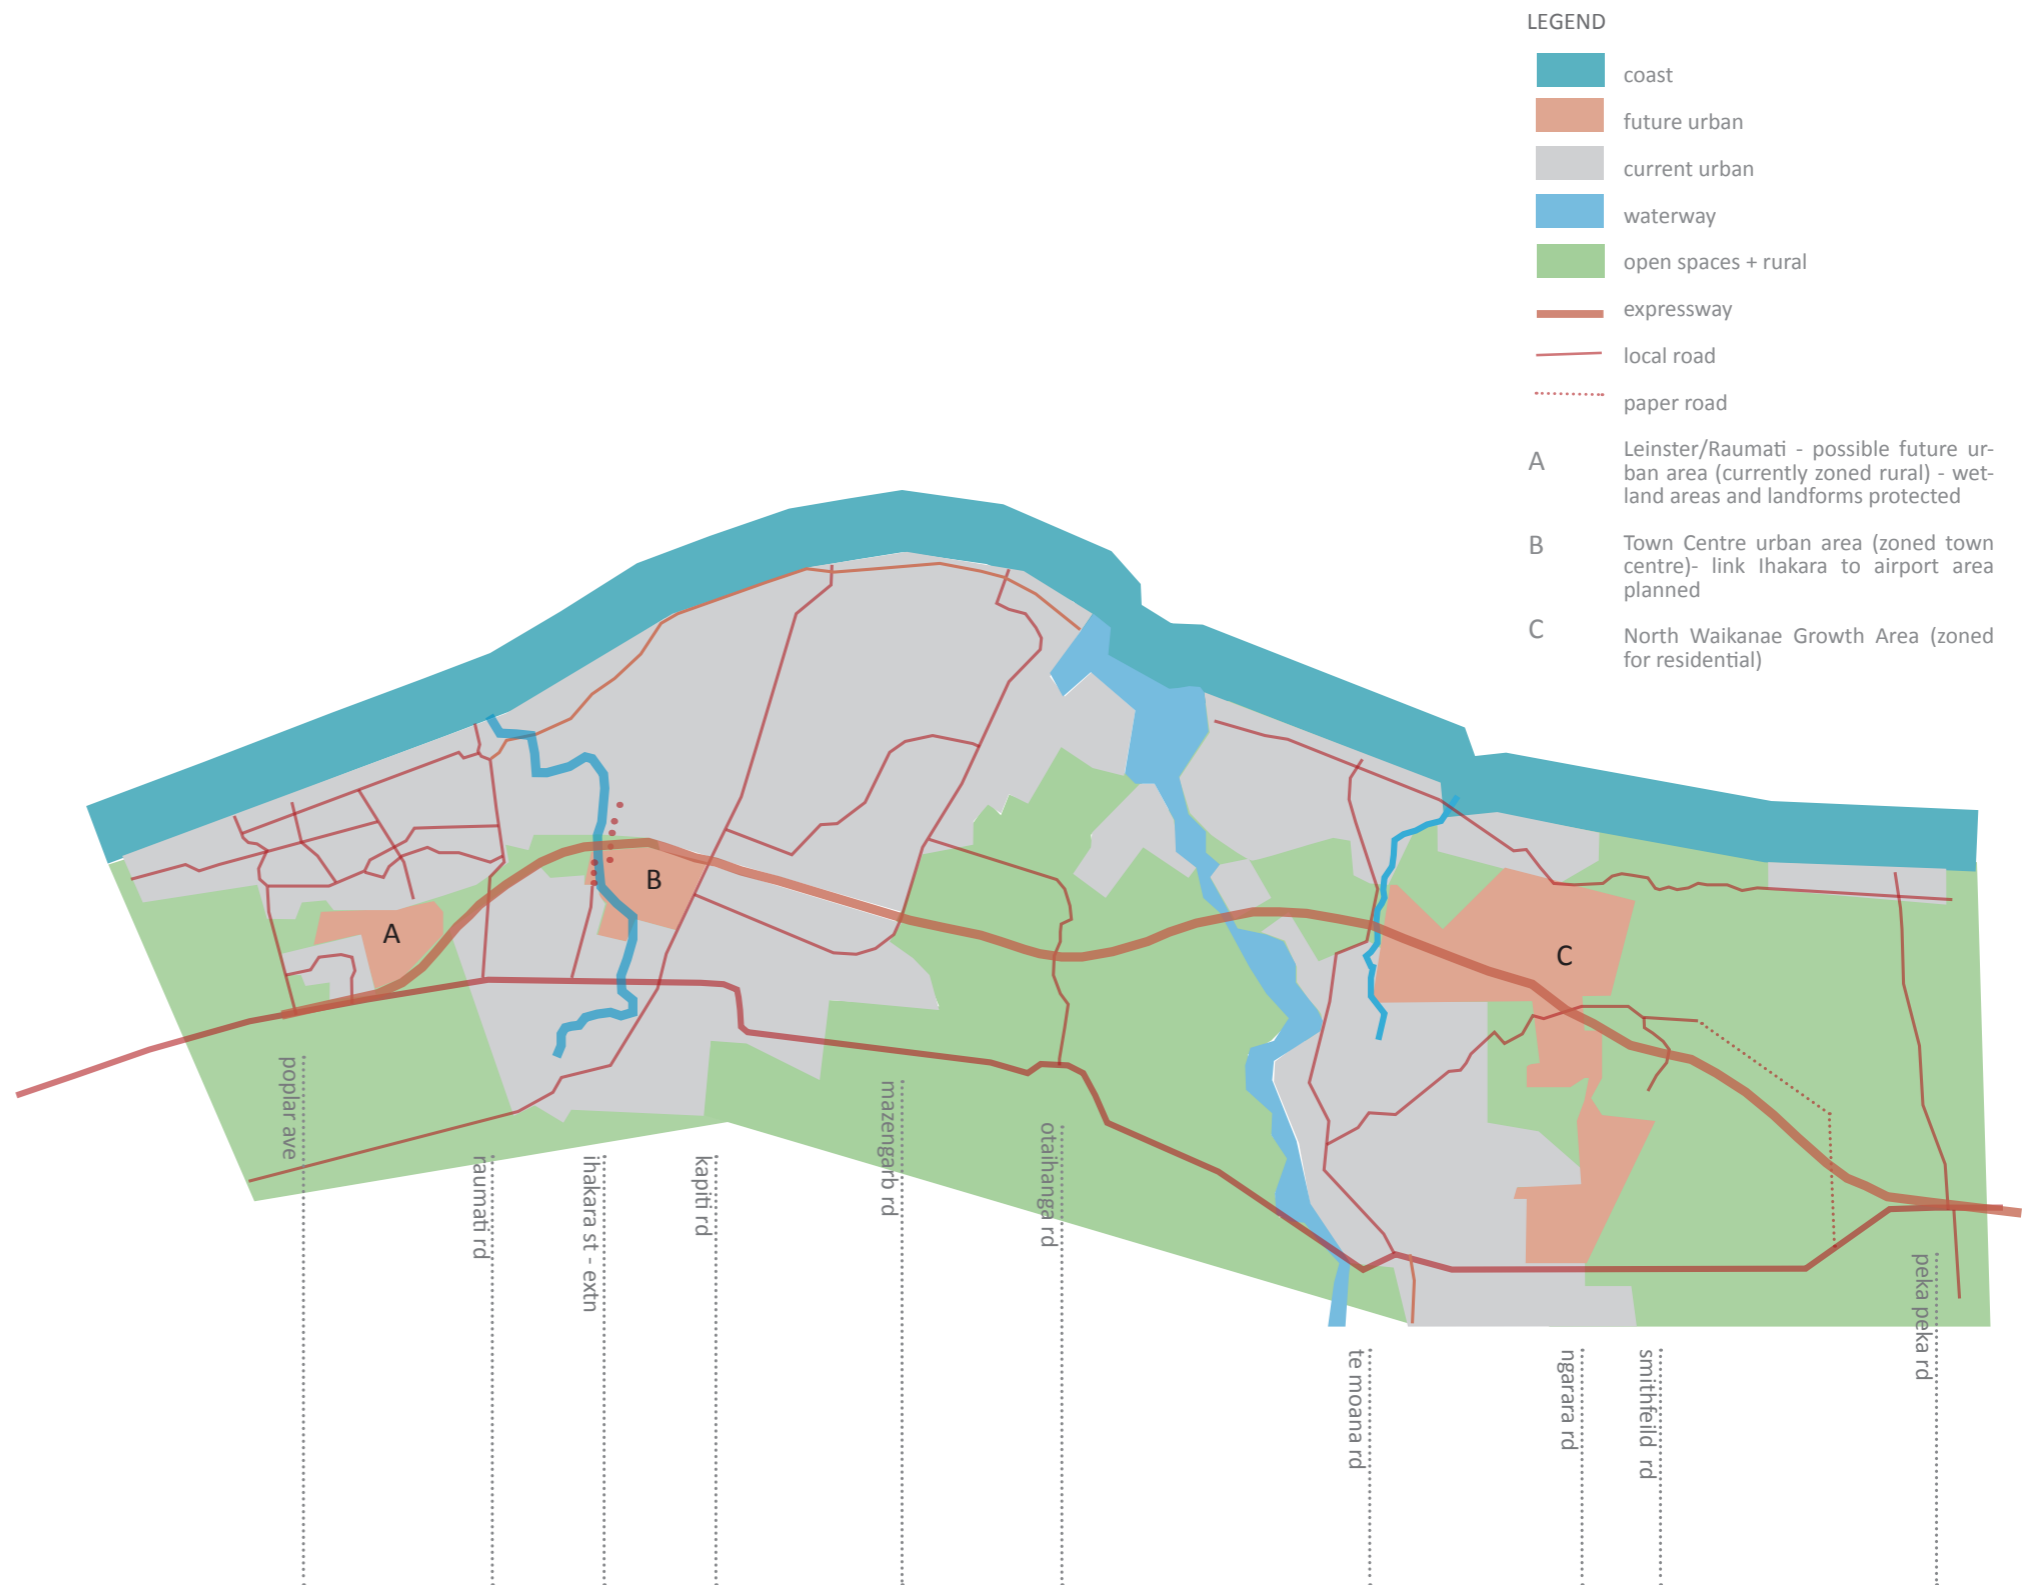 LEGEND
coast
future urban
current urban
waterway
open spaces + rural
expressway
local road
paper road
A
Leinster/Raumati - possible future ur-
ban area (currently zoned rural) - wet-
land areas and landforms protected
B
Town Centre urban area (zoned town
centre)- link Ihakara to airport area
planned
C
North Waikanae Growth Area (zoned
for residential)
A
B
C
poplar ave
raumati rd
ihakara st - extn
kapiti rd
mazengarb rd
otaihanga rd
te moana rd
ngarara rd
smithfeild rd
peka peka rd